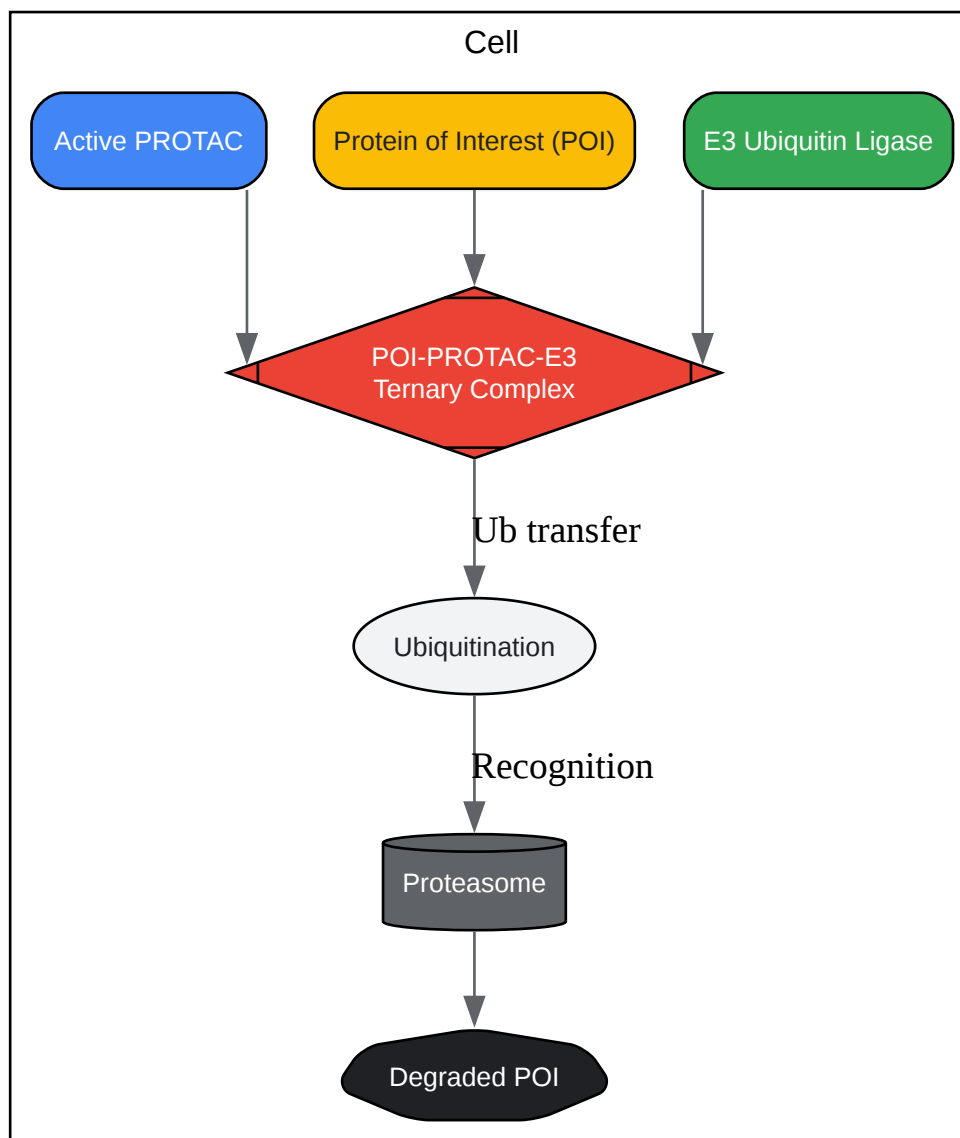 Cell
Active PROTAC
Protein of Interest (POI)
E3 Ubiquitin Ligase
POI-PROTAC-E3
Ternary Complex
Ub transfer
Ubiquitination
Recognition
Proteasome
Degraded POI